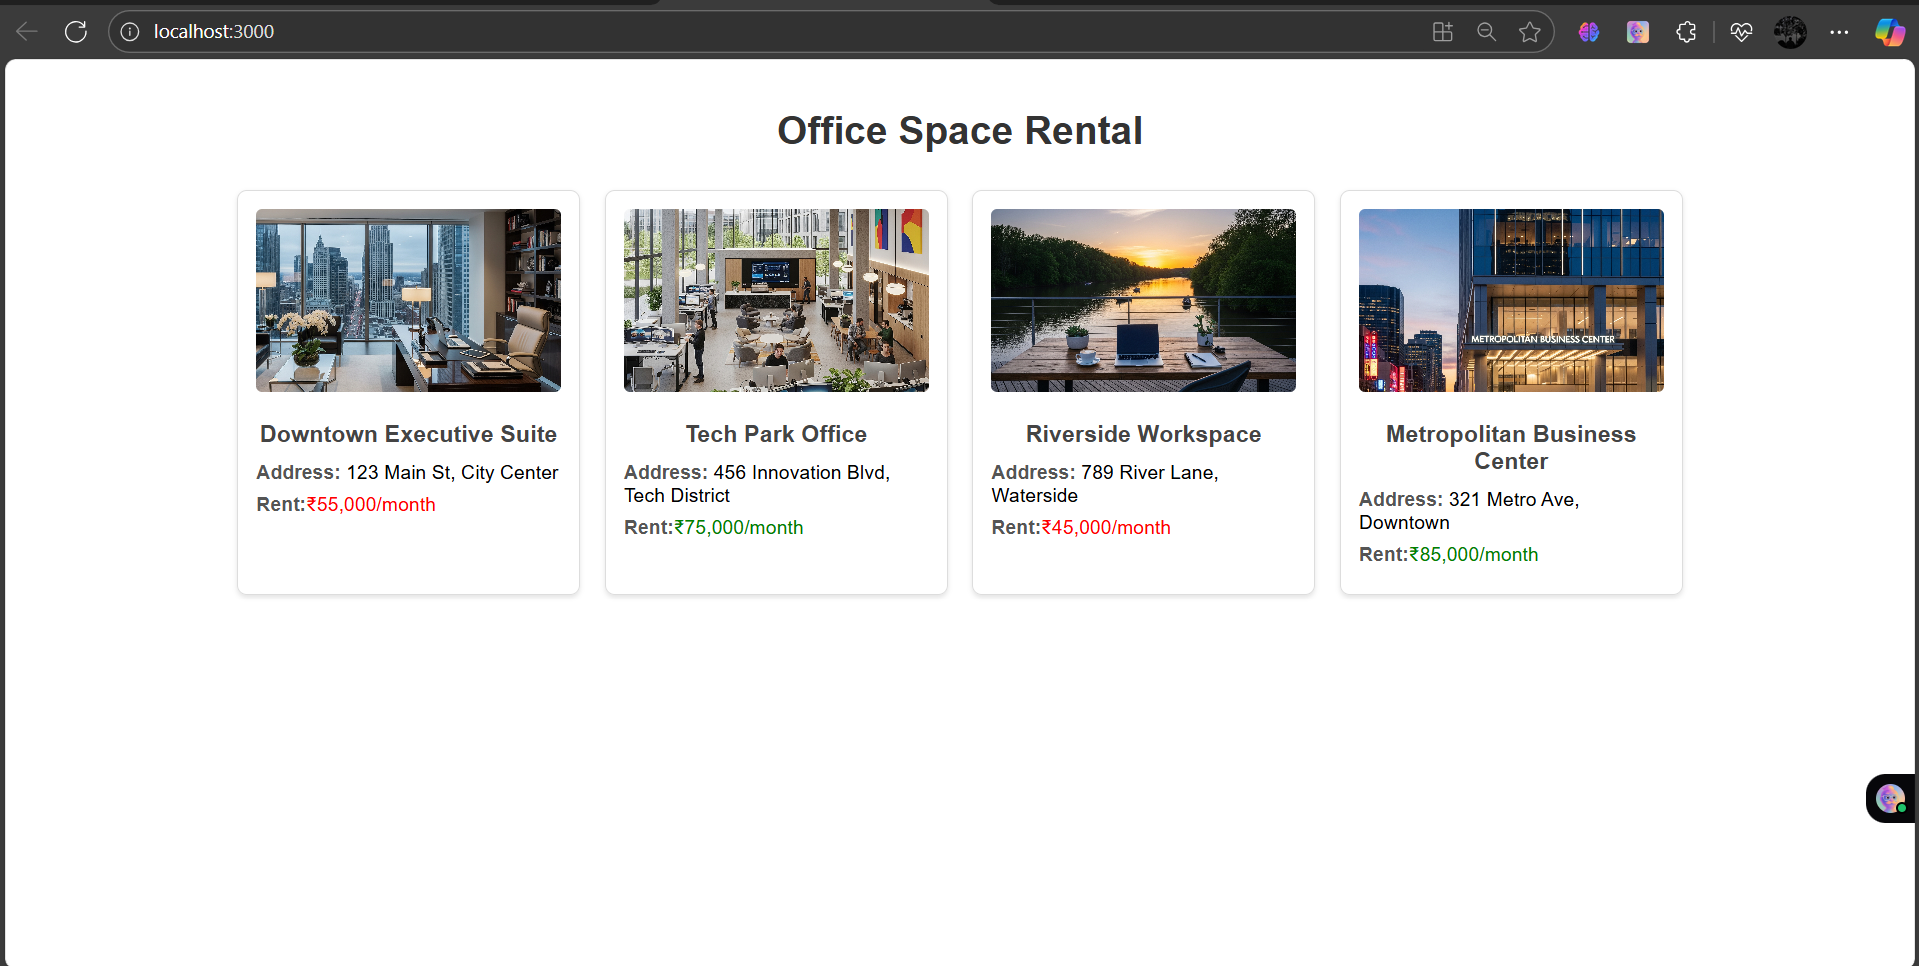 localhost:3000
Office Space Rental
Downtown Executive Suite
Address: 123 Main St, City Center
Rent:₹55,000/month
Tech Park Office
Address: 456 Innovation Blvd,
Tech District
Rent:₹75,000/month
Riverside Workspace
Address: 789 River Lane,
Waterside
Rent:₹45,000/month
METROPOLITAN BUSINESS CENTER
Metropolitan Business
Center
Address: 321 Metro Ave,
Downtown
Rent:₹85,000/month